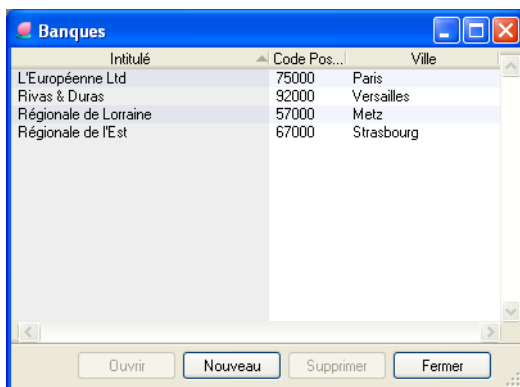 Banques
Intitulé Code Pos... Ville
L'Européenne Ltd 75000 Paris
Rivas & Duras 92000 Versailles
Régionale de Lorraine 57000 Metz
Régionale de l'Est 67000 Strasbourg
Ouvrir Nouveau Supprimer Fermer